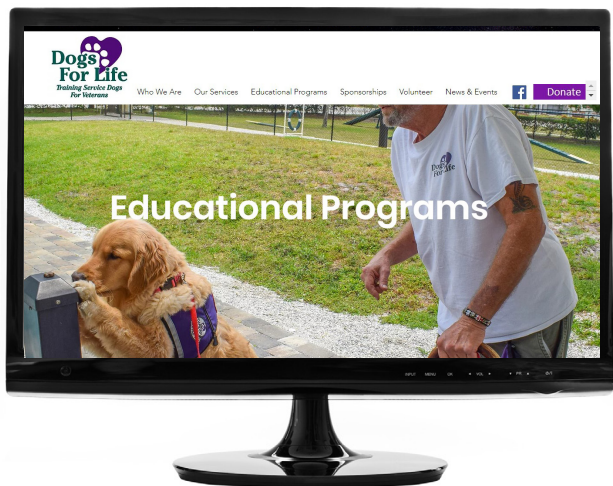 Dogs
For Life
Training Service Dogs
For Veterans
Who We Are Our Services Educational Programs Sponsorships Volunteer News & Events f Donate
Dogs
For Life
Educational Programs
INPUT MENU OK VOL